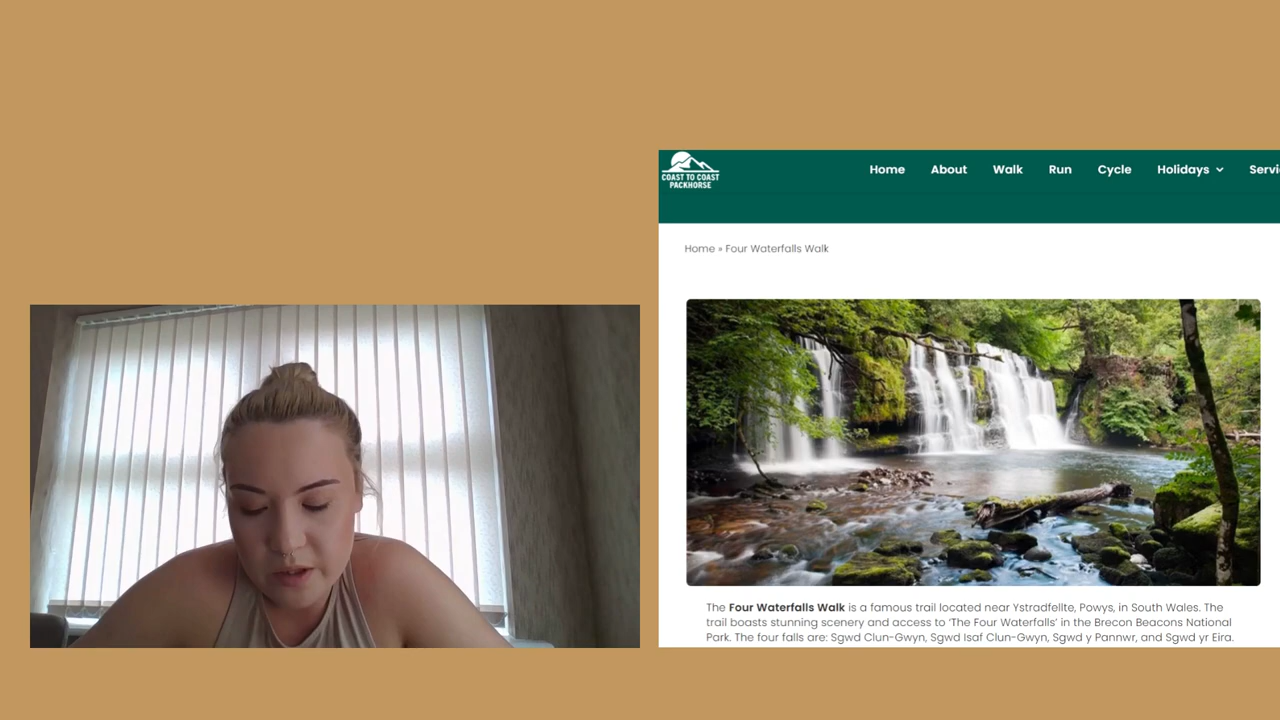 COAST TO COAST
PACKHORSE
Home About Walk Run Cycle Holidays
Home » Four Waterfalls Walk
The Four Waterfalls Walk is a famous trail located near Ystradfellte, Powys, in South Wales. The
trail boasts stunning scenery and access to ‘The Four Waterfalls’ in the Brecon Beacons National
Park. The four falls are: Sgwd Clun-Gwyn, Sgwd Isaf Clun-Gwyn, Sgwd y Pannwr, and Sgwd yr Eira.